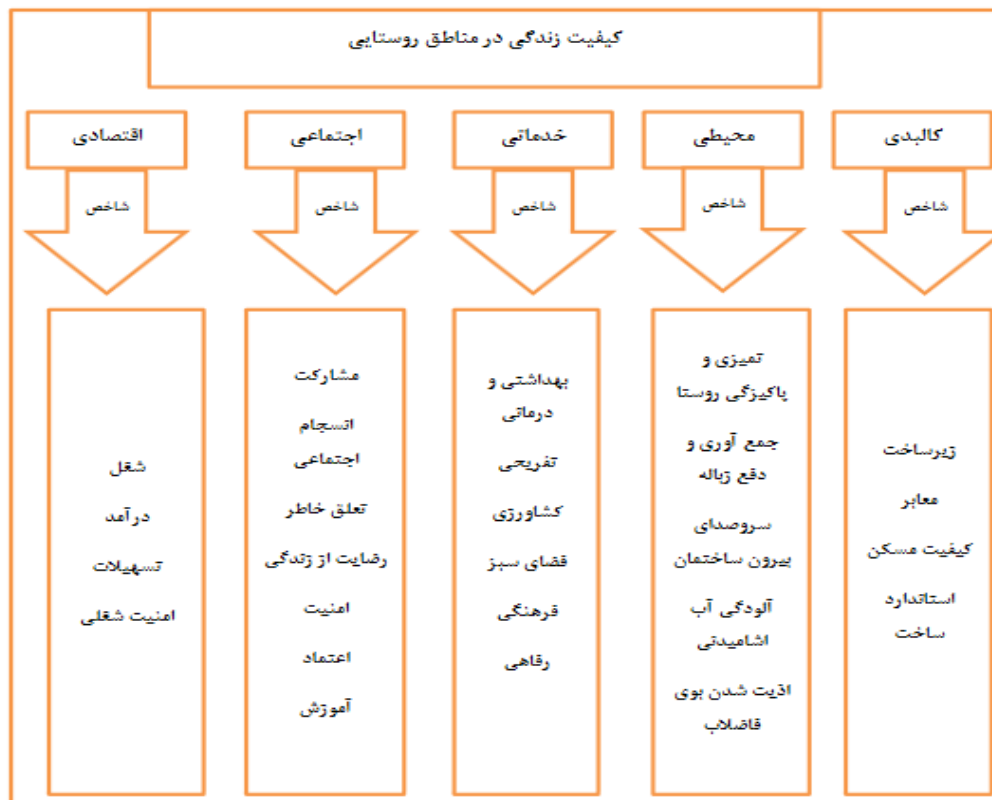 کیفیت زندگی در مناطق روستایی
کالبدی
محیطی
خدماتی
اجتماعی
اقتصادی
شاخص
شاخص
شاخص
شاخص
شاخص
زیرساخت
معابر
کیفیت مسکن
استاندارد
ساخت
تمیزی و
پاکیزگی روستا
جمع آوری و
دفع زباله
سروصدای
بیرون ساختمان
آلودگی آب
اشامیدنی
اذیت شدن بوی
فاضلاب
بهداشتی و
درمانی
تفریحی
کشاورزی
فضای سبز
فرهنگی
رفاهی
مشارکت
انسجام
اجتماعی
تعلق خاطر
رضایت از زندگی
امنیت
اعتماد
آموزش
شغل
درآمد
تسهیلات
امنیت شغلی